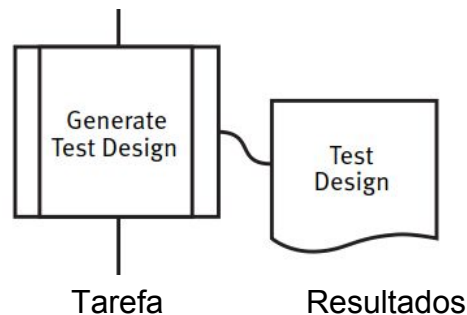 Generate
Test Design
Test
Design
Tarefa
Resultados